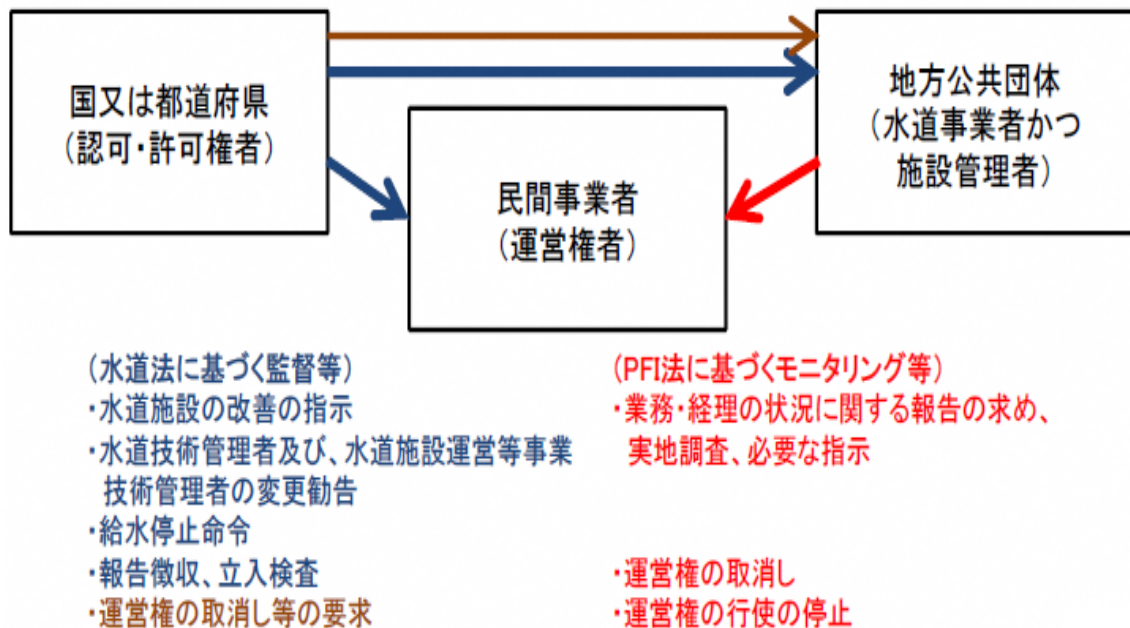 国又は都道府県
（認可・許可権者）
地方公共団体
（水道事業者かつ
施設管理者）
民間事業者
（運営権者）
（水道法に基づく監督等）
・水道施設の改善の指示
・水道技術管理者及び、水道施設運営等事業
技術管理者の変更勧告
・給水停止命令
・報告徴収、立入検査
・運営権の取消し等の要求
（PFI法に基づくモニタリング等）
・業務・経理の状況に関する報告の求め、
実地調査、必要な指示
・運営権の取消し
・運営権の行使の停止